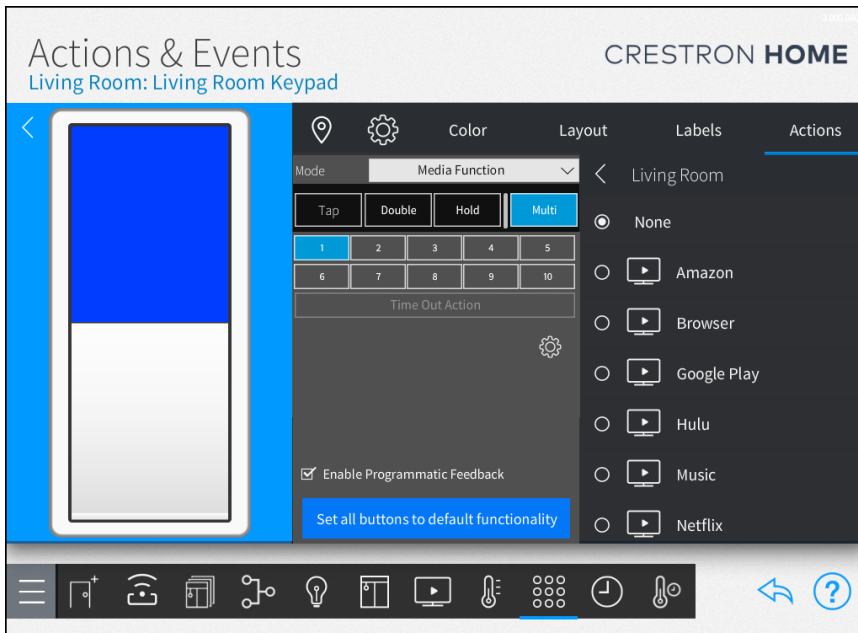 Actions & Events
CRESTRON HOME
Living Room: Living Room Keypad
Color
Layout
Labels
Actions
Mode
Media Function
Living Room
Tap
Double
Hold
Multi
None
1
2
3
4
5
6
7
8
9
10
Amazon
Time Out Action
Browser
Google Play
Hulu
Enable Programmatic Feedback
Music
Set all buttons to default functionality
Netflix
?